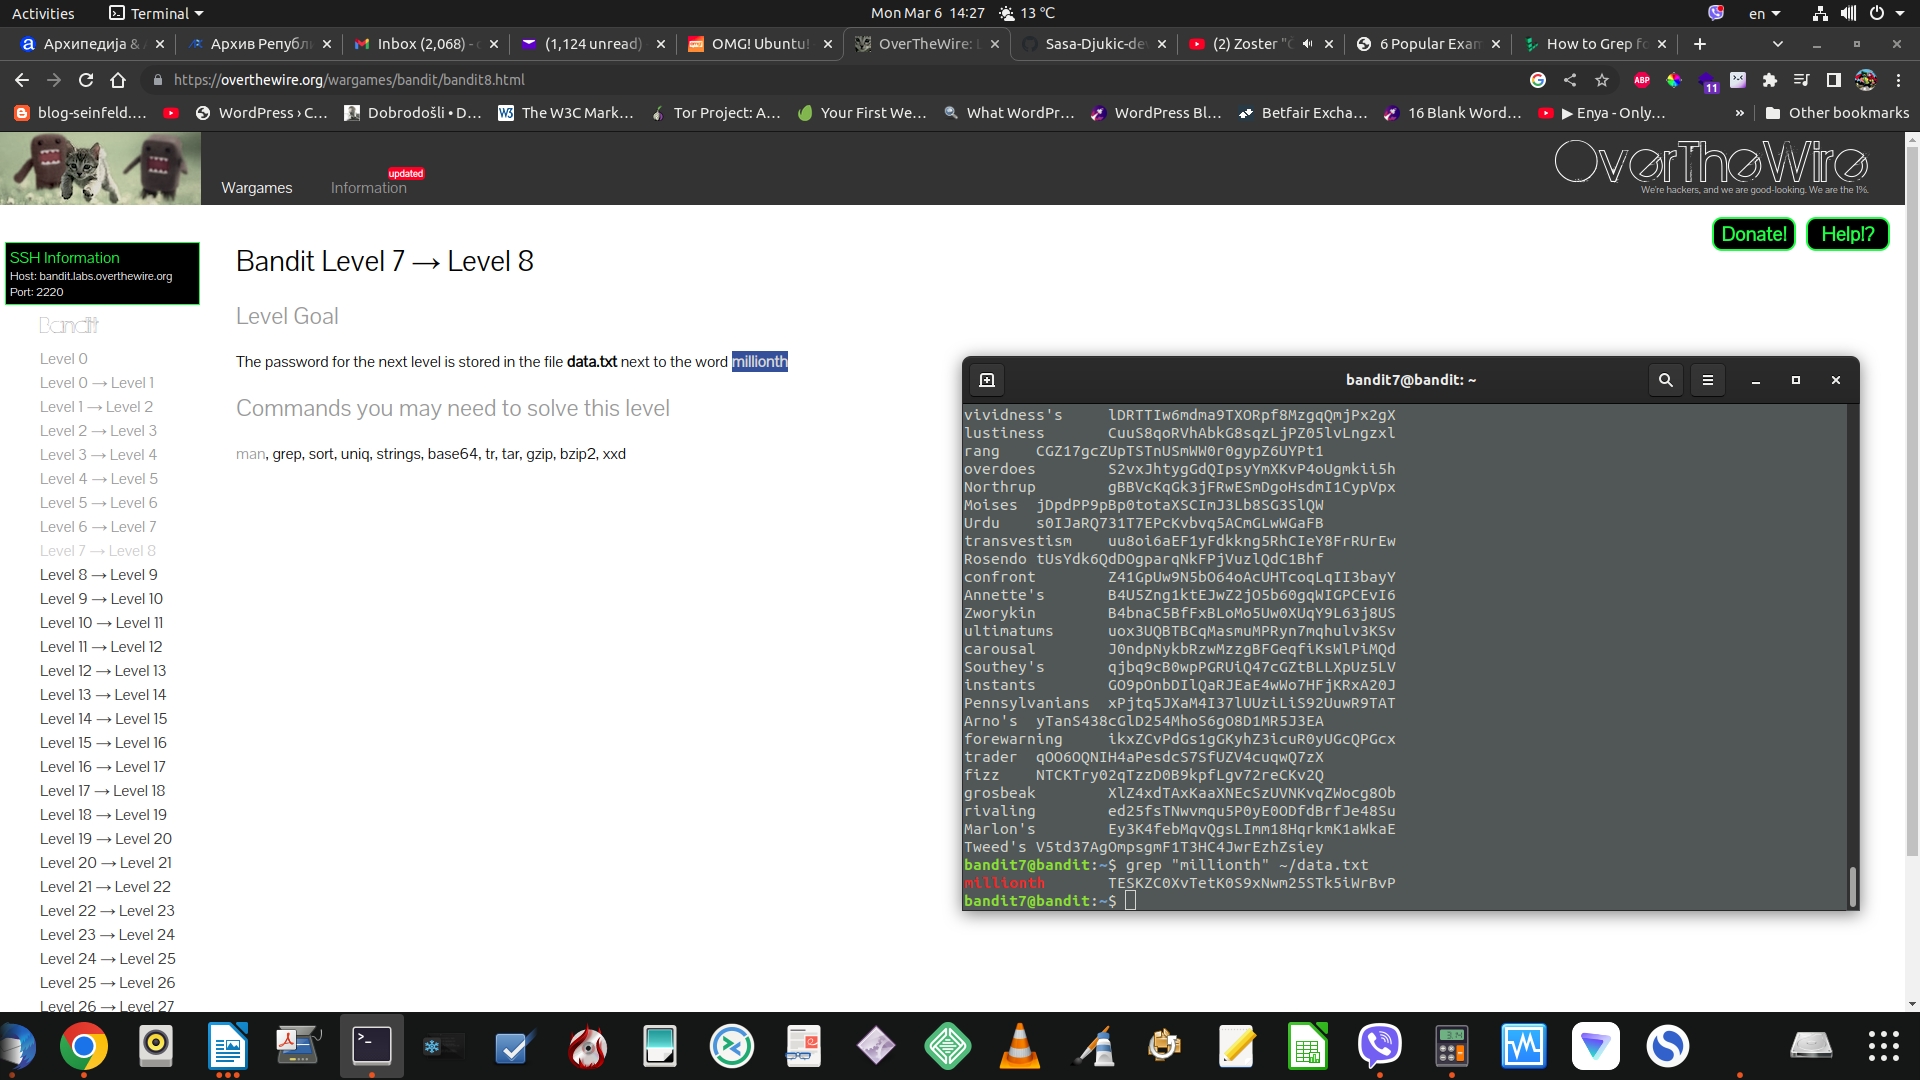 Activities
Terminal
Mon Mar 6 14:27
13 °C
en
Архипедија &
Архив Републ
Inbox (2,068) -
(1,124 unread)
OMG! Ubuntu!
OverTheWire:
Sasa-Djukic-de
(2) Zoster "
6 Popular Exam
How to Grep fo
https://overthewire.org/wargames/bandit/bandit8.html
ABP
11
blog-seinfeld....
WordPress › C...
Dobrodošli • D...
The W3C Mark...
Tor Project: A...
Your First We...
What WordPr...
WordPress Bl...
Betfair Excha...
16 Blank Word...
▶ Enya - Only...
»
Other bookmarks
Wargames
Information
updated
OverTheWire
We're hackers, and we are good-looking. We are the 1%.
Donate!
Help!?
SSH Information
Host: bandit.labs.overthewire.org
Port: 2220
Bandit
Level 0
Level 0 → Level 1
Level 1 → Level 2
Level 2 → Level 3
Level 3 → Level 4
Level 4 → Level 5
Level 5 → Level 6
Level 6 → Level 7
Level 7 → Level 8
Level 8 → Level 9
Level 9 → Level 10
Level 10 → Level 11
Level 11 → Level 12
Level 12 → Level 13
Level 13 → Level 14
Level 14 → Level 15
Level 15 → Level 16
Level 16 → Level 17
Level 17 → Level 18
Level 18 → Level 19
Level 19 → Level 20
Level 20 → Level 21
Level 21 → Level 22
Level 22 → Level 23
Level 23 → Level 24
Level 24 → Level 25
Level 25 → Level 26
Level 26 → Level 27
Bandit Level 7 → Level 8
Level Goal
The password for the next level is stored in the file data.txt next to the word millionth
Commands you may need to solve this level
man, grep, sort, uniq, strings, base64, tr, tar, gzip, bzip2, xxd
bandit7@bandit: ~
vividness's lDRTTIw6mdma9TXORpf8MzgqQmjPx2gX
lustiness CuuS8qoRVhAbkG8sqzLjPZ05lvLngzxl
rang CGZ17gcZUpTSTnUSmWW0r0gypZ6UYPt1
overdoes S2vxJhtygGdQIpsyYmXKvP4oUgmkii5h
Northrup gBBVcKqGk3jFRwESmDgoHsdmI1CypVpx
Moises jDpdPP9pBp0totaXSCImJ3Lb8SG3SlQW
Urdu s0IJaRQ731T7EPcKvbvq5ACmGLwWGaFB
transvestism uu8oi6aEF1yFdkkng5RhCIeY8FrRUrEw
Rosendo tUsYdk6QdDOgparqNkFPjVuzlQdC1Bhf
confront Z41GpUw9N5bO64oAcUHTcoqLqII3bayY
Annette's B4U5Zng1ktEJwZ2jO5b60gqWIGPCEvI6
Zworykin B4bnaC5BfFxBLoMo5Uw0XUqY9L63j8US
ultimatums uox3UQBTBCqMasmuMPRyn7mqhulv3KSv
carousal J0ndpNykbRzwMzzgBFGeqfiKsWlPiMQd
Southey's qjbq9cB0wpPGRUiQ47cGZtBLLXpUz5LV
instants GO9pOnbDIlQaRJEaE4wWo7HFjKRxA20J
Pennsylvanians xPjtq5JXaM4I37lUUziLiS92UuwR9TAT
Arno's yTanS438cGlD254MhoS6gO8D1MR5J3EA
forewarning ikxZCvPdGs1gGKyhZ3icuR0yUGcQPGcx
trader qOO6OQNIH4aPesdcS7SfUZV4cuqwQ7zX
fizz NTCKTry02qTzzD0B9kpfLgv72reCKv2Q
grosbeak XlZ4xdTAxKaaXNEcSzUVNKvqZWocg8Ob
rivaling ed25fsTNwvmqu5P0yE0ODfdBrfJe48Su
Marlon's Ey3K4febMqvQgsLImm18HqrkmK1aWkaE
Tweed's V5td37AgOmpsgmF1T3HC4JwrEzhZsiey
bandit7@bandit:~$ grep "millionth" ~/data.txt
millionth TESKZC0XvTetK0S9xNwm25STk5iWrBvP
bandit7@bandit:~$